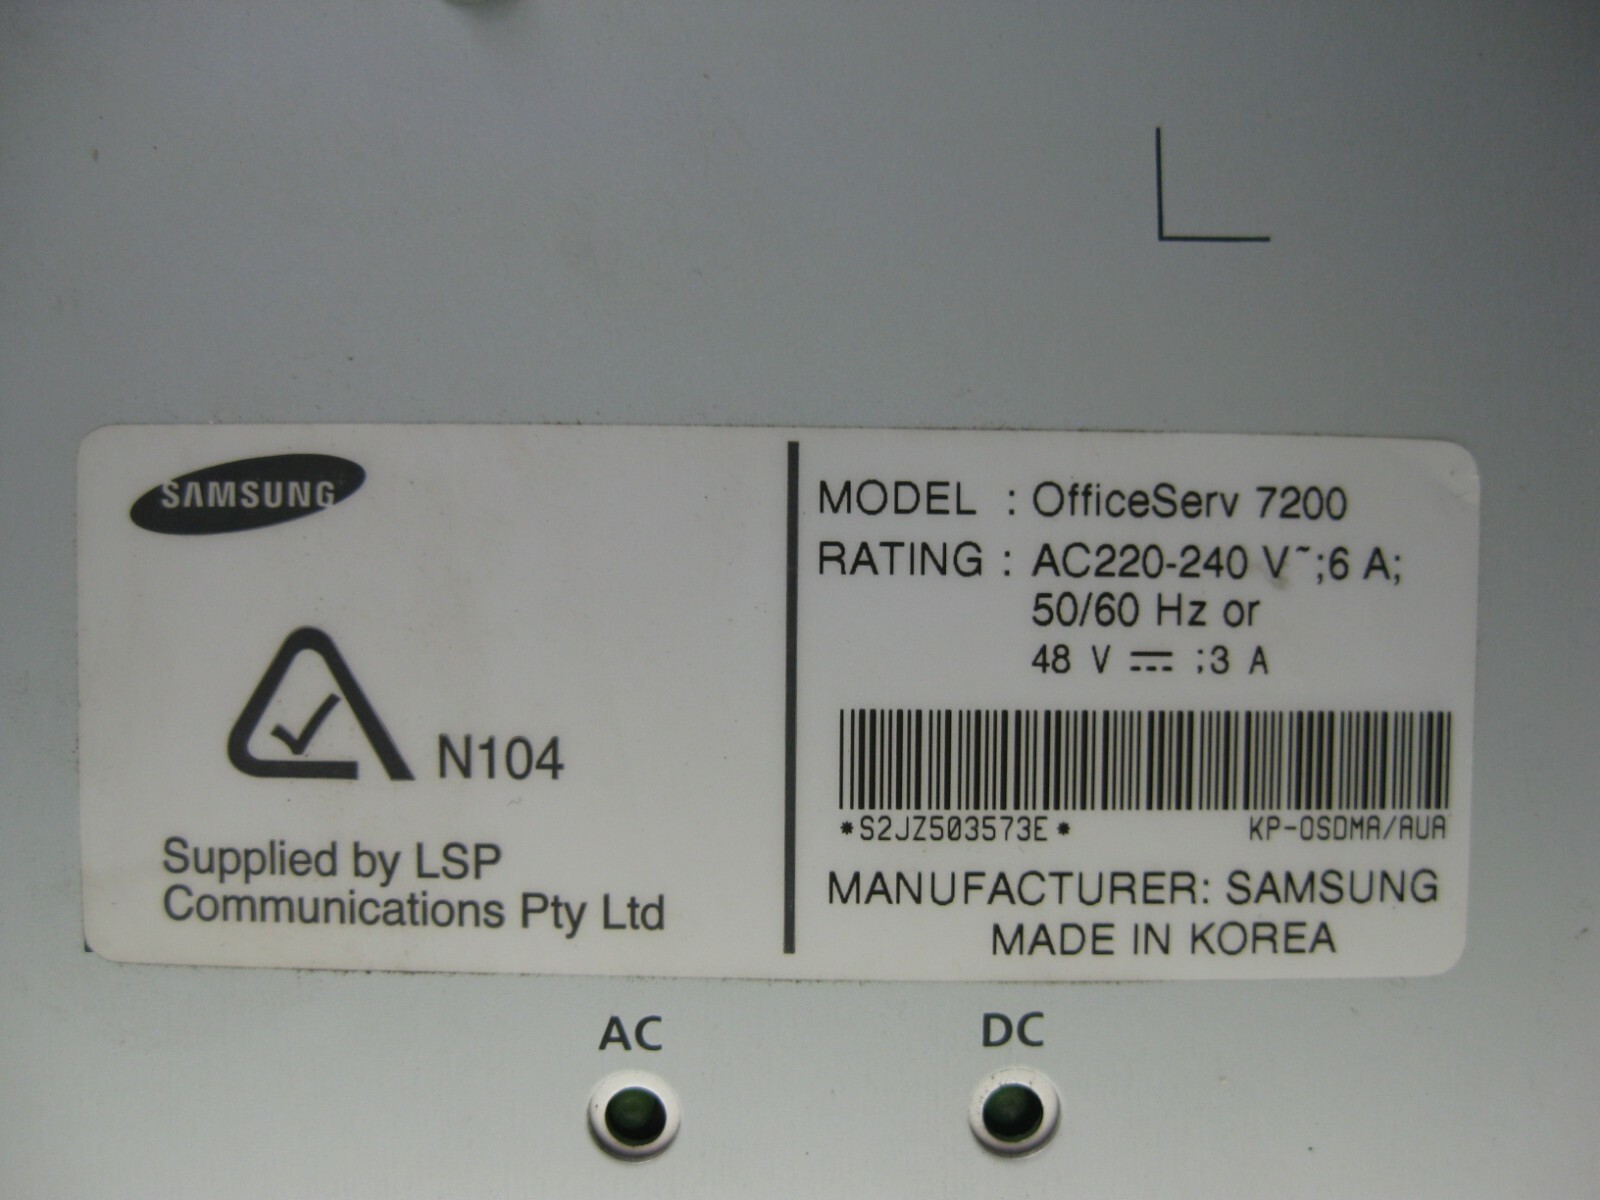 SAMSUNG
N104
Supplied by LSP
Communications Pty Ltd
MODEL : OfficeServ 7200
RATING : AC220-240 V~;6 A;
50/60 Hz or
48 V ⎓ ;3 A
*S2JZ503573E* KP-OSDMA/AUA
MANUFACTURER: SAMSUNG
MADE IN KOREA
AC DC